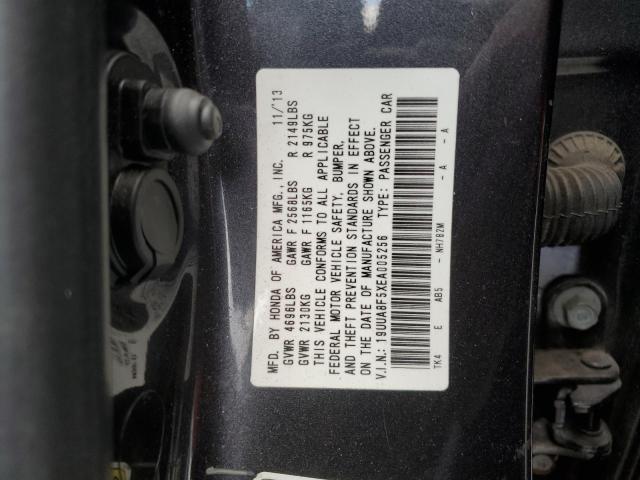 MFD. BY HONDA OF AMERICA MFG., INC. 11/13
GVWR 4696LBS GAWR F 2568LBS R 2149LBS
GVWR 2130KG GAWR F 1165KG R 975KG
THIS VEHICLE CONFORMS TO ALL APPLICABLE
FEDERAL MOTOR VEHICLE SAFETY, BUMPER,
AND THEFT PREVENTION STANDARDS IN EFFECT
ON THE DATE OF MANUFACTURE SHOWN ABOVE.
V.I.N.: 19UUA8F5XEA005256 TYPE: PASSENGER CAR
TK4 E AB5 - NH782M - A - A